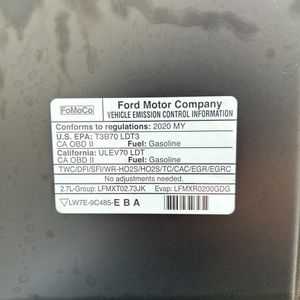 FoMoCo
Ford Motor Company
VEHICLE EMISSION CONTROL INFORMATION
Conforms to regulations: 2020 MY
U.S. EPA: T3B70 LDT3
CA OBD II Fuel: Gasoline
California: ULEV70 LDT
CA OBD II Fuel: Gasoline
TWC/DFI/SFI/WR-HO2S/HO2S/TC/CAC/EGR/EGRC
No adjustments needed.
2.7L-Group: LFMXT02.73JK Evap: LFMXR0200GDG
LW7E-9C485-EBA